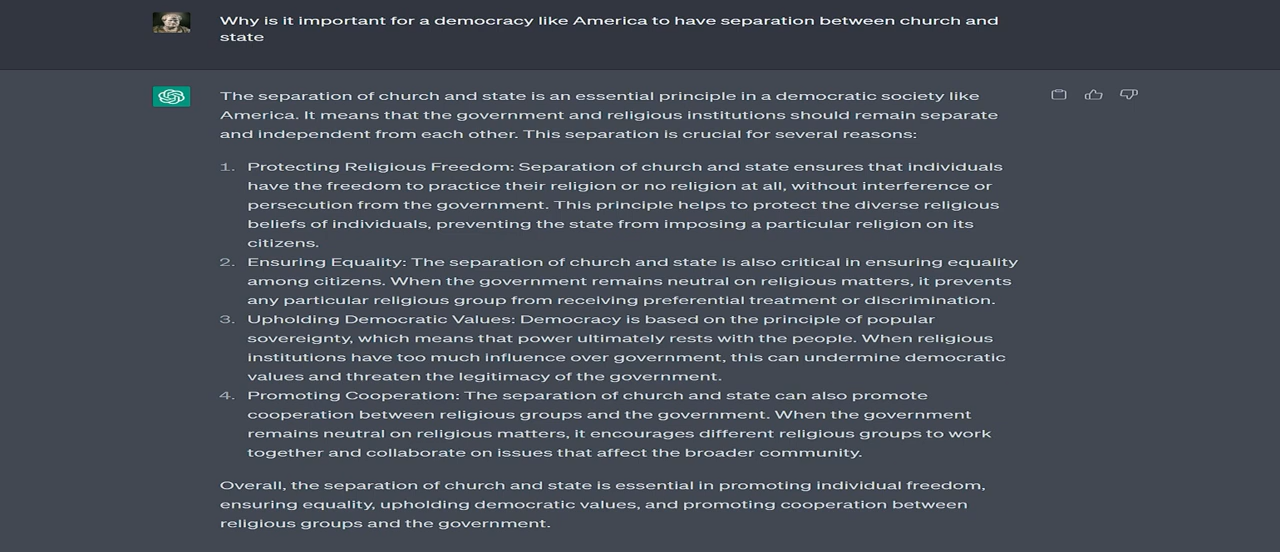 Why is it important for a democracy like America to have separation between church and
state
The separation of church and state is an essential principle in a democratic society like
America. It means that the government and religious institutions should remain separate
and independent from each other. This separation is crucial for several reasons:
1. Protecting Religious Freedom: Separation of church and state ensures that individuals
have the freedom to practice their religion or no religion at all, without interference or
persecution from the government. This principle helps to protect the diverse religious
beliefs of individuals, preventing the state from imposing a particular religion on its
citizens.
2. Ensuring Equality: The separation of church and state is also critical in ensuring equality
among citizens. When the government remains neutral on religious matters, it prevents
any particular religious group from receiving preferential treatment or discrimination.
3. Upholding Democratic Values: Democracy is based on the principle of popular
sovereignty, which means that power ultimately rests with the people. When religious
institutions have too much influence over government, this can undermine democratic
values and threaten the legitimacy of the government.
4. Promoting Cooperation: The separation of church and state can also promote
cooperation between religious groups and the government. When the government
remains neutral on religious matters, it encourages different religious groups to work
together and collaborate on issues that affect the broader community.
Overall, the separation of church and state is essential in promoting individual freedom,
ensuring equality, upholding democratic values, and promoting cooperation between
religious groups and the government.